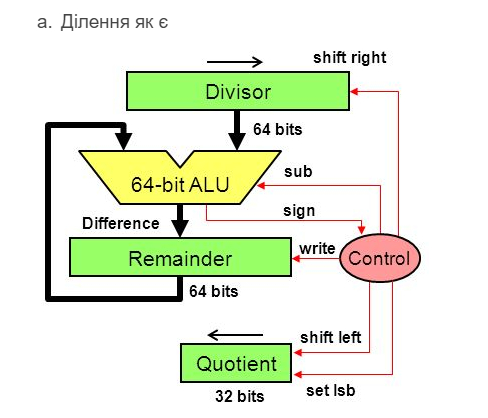 a. Ділення як є
shift right
Divisor
64 bits
64-bit ALU
sub
sign
Difference
Remainder
write
Control
64 bits
shift left
Quotient
set lsb
32 bits